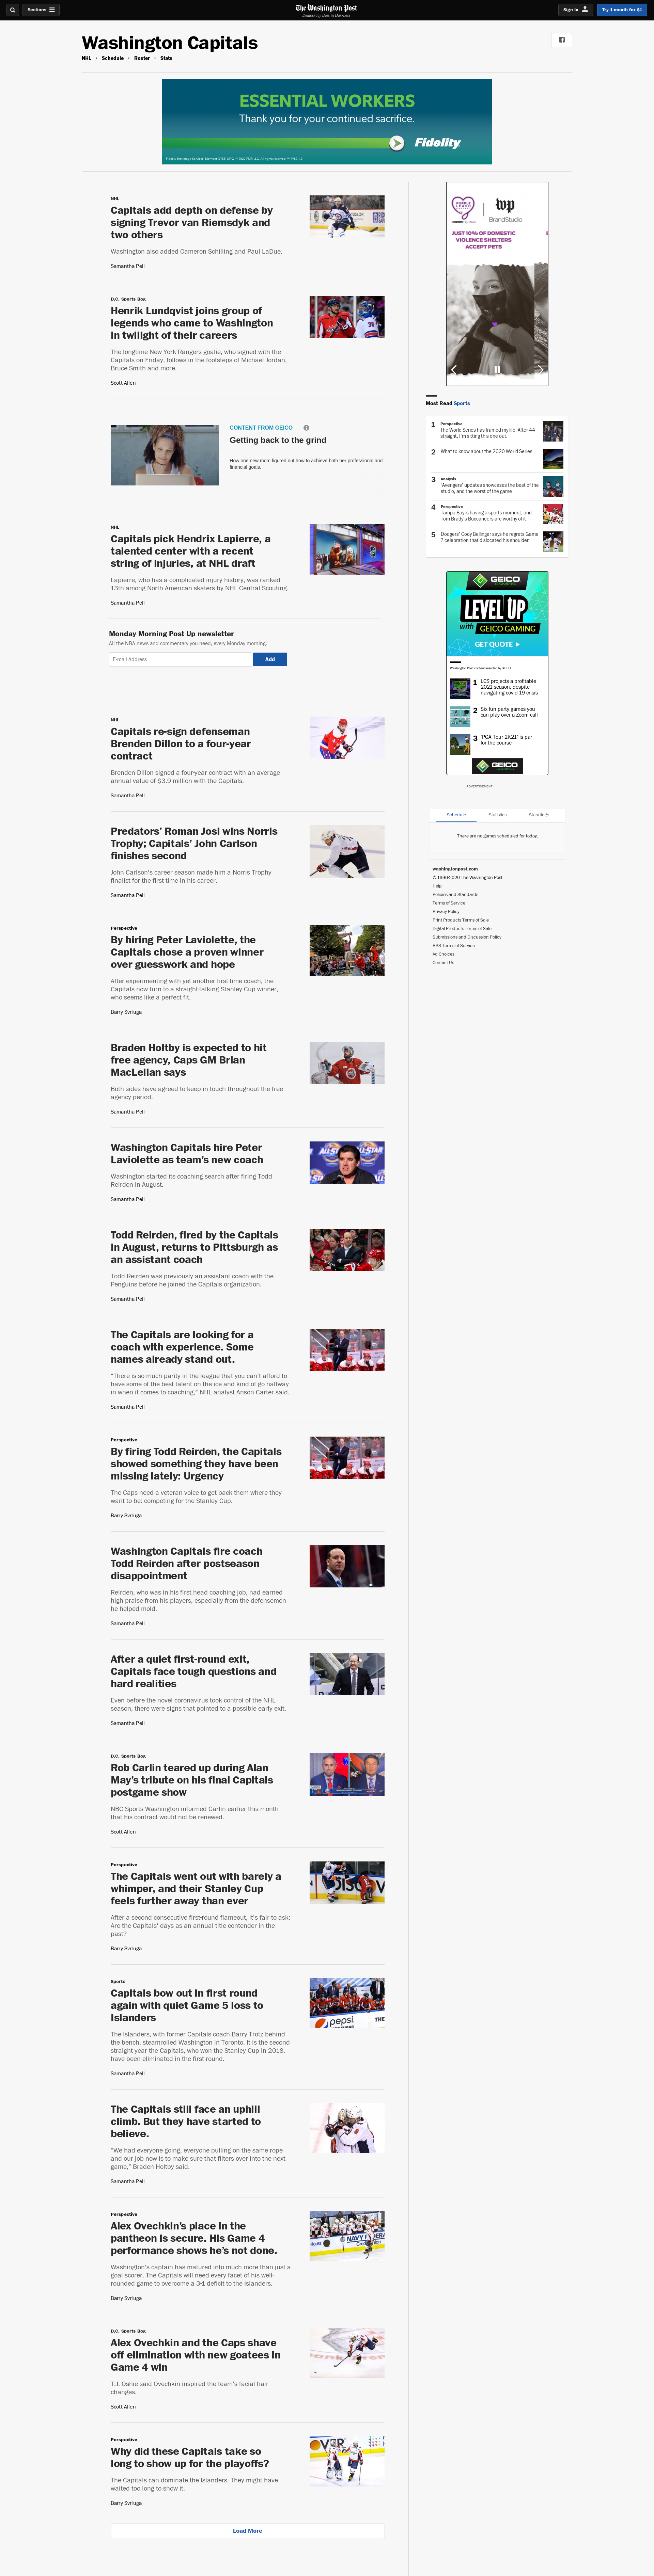 Sections
The Washington Post
Democracy Dies in Darkness
Sign In
Try 1 month for $1
Washington Capitals
NHL • Schedule • Roster • Stats
ESSENTIAL WORKERS
Thank you for your continued sacrifice.
Fidelity
NHL
Capitals add depth on defense by
signing Trevor van Riemsdyk and
two others
Washington also added Cameron Schilling and Paul LaDue.
Samantha Pell
D.C. Sports Bog
Henrik Lundqvist joins group of
legends who came to Washington
in twilight of their careers
The longtime New York Rangers goalie, who signed with the
Capitals on Friday, follows in the footsteps of Michael Jordan,
Bruce Smith and more.
Scott Allen
CONTENT FROM GEICO
Getting back to the grind
How one new mom figured out how to achieve both her professional and
financial goals.
NHL
Capitals pick Hendrix Lapierre, a
talented center with a recent
string of injuries, at NHL draft
Lapierre, who has a complicated injury history, was ranked
13th among North American skaters by NHL Central Scouting.
Samantha Pell
Monday Morning Post Up newsletter
All the NBA news and commentary you need, every Monday morning.
E-mail Address
Add
NHL
Capitals re-sign defenseman
Brenden Dillon to a four-year
contract
Brenden Dillon signed a four-year contract with an average
annual value of $3.9 million with the Capitals.
Samantha Pell
Predators' Roman Josi wins Norris
Trophy; Capitals' John Carlson
finishes second
John Carlson's career season made him a Norris Trophy
finalist for the first time in his career.
Samantha Pell
Perspective
By hiring Peter Laviolette, the
Capitals chose a proven winner
over guesswork and hope
After experimenting with yet another first-time coach, the
Capitals now turn to a straight-talking Stanley Cup winner,
who seems like a perfect fit.
Barry Svrluga
Braden Holtby is expected to hit
free agency, Caps GM Brian
MacLellan says
Both sides have agreed to keep in touch throughout the free
agency period.
Samantha Pell
Washington Capitals hire Peter
Laviolette as team's new coach
Washington started its coaching search after firing Todd
Reirden in August.
Samantha Pell
Todd Reirden, fired by the Capitals
in August, returns to Pittsburgh as
an assistant coach
Todd Reirden was previously an assistant coach with the
Penguins before he joined the Capitals organization.
Samantha Pell
The Capitals are looking for a
coach with experience. Some
names already stand out.
"There is so much parity in the league that you can't afford to
have some of the best talent on the ice and kind of go halfway
in when it comes to coaching," NHL analyst Anson Carter said.
Samantha Pell
Perspective
By firing Todd Reirden, the Capitals
showed something they have been
missing lately: Urgency
The Caps need a veteran voice to get back them where they
want to be: competing for the Stanley Cup.
Barry Svrluga
Washington Capitals fire coach
Todd Reirden after postseason
disappointment
Reirden, who was in his first head coaching job, had earned
high praise from his players, especially from the defensemen
he helped mold.
Samantha Pell
After a quiet first-round exit,
Capitals face tough questions and
hard realities
Even before the novel coronavirus took control of the NHL
season, there were signs that pointed to a possible early exit.
Samantha Pell
D.C. Sports Bog
Rob Carlin teared up during Alan
May's tribute on his final Capitals
postgame show
NBC Sports Washington informed Carlin earlier this month
that his contract would not be renewed.
Scott Allen
Perspective
The Capitals went out with barely a
whimper, and their Stanley Cup
feels further away than ever
After a second consecutive first-round flameout, it's fair to ask:
Are the Capitals' days as an annual title contender in the
past?
Barry Svrluga
Sports
Capitals bow out in first round
again with quiet Game 5 loss to
Islanders
The Islanders, with former Capitals coach Barry Trotz behind
the bench, steamrolled Washington in Toronto. It is the second
straight year the Capitals, who won the Stanley Cup in 2018,
have been eliminated in the first round.
Samantha Pell
pepsi
THE
The Capitals still face an uphill
climb. But they have started to
believe.
"We had everyone going, everyone pulling on the same rope
and our job now is to make sure that filters over into the next
game," Braden Holtby said.
Samantha Pell
Perspective
Alex Ovechkin's place in the
pantheon is secure. His Game 4
performance shows he's not done.
Washington's captain has matured into much more than just a
goal scorer. The Capitals will need every facet of his well-
rounded game to overcome a 3-1 deficit to the Islanders.
Barry Svrluga
D.C. Sports Bog
Alex Ovechkin and the Caps shave
off elimination with new goatees in
Game 4 win
T.J. Oshie said Ovechkin inspired the team's facial hair
changes.
Scott Allen
Perspective
Why did these Capitals take so
long to show up for the playoffs?
The Capitals can dominate the Islanders. They might have
waited too long to show it.
Barry Svrluga
Load More
PURPLE LEASH
wp
BrandStudio
JUST 10% OF DOMESTIC
VIOLENCE SHELTERS
ACCEPT PETS
Most Read Sports
1 Perspective
The World Series has framed my life. After 44
straight, I'm sitting this one out.
2 What to know about the 2020 World Series
3 Analysis
'Avengers' updates showcases the best of the
studio, and the worst of the game
4 Perspective
Tampa Bay is having a sports moment, and
Tom Brady's Buccaneers are worthy of it
5 Dodgers' Cody Bellinger says he regrets Game
7 celebration that dislocated his shoulder
GEICO
LEVEL UP
with GEICO GAMING
GET QUOTE
Washington Post content selected by GEICO
1 LCS projects a profitable
2021 season, despite
navigating covid-19 crisis
2 Six fun party games you
can play over a Zoom call
3 'PGA Tour 2K21' is par
for the course
GEICO
ADVERTISEMENT
Schedule Statistics Standings
There are no games scheduled for today.
washingtonpost.com
© 1996-2020 The Washington Post
Help
Policies and Standards
Terms of Service
Privacy Policy
Print Products Terms of Sale
Digital Products Terms of Sale
Submissions and Discussion Policy
RSS Terms of Service
Ad Choices
Contact Us